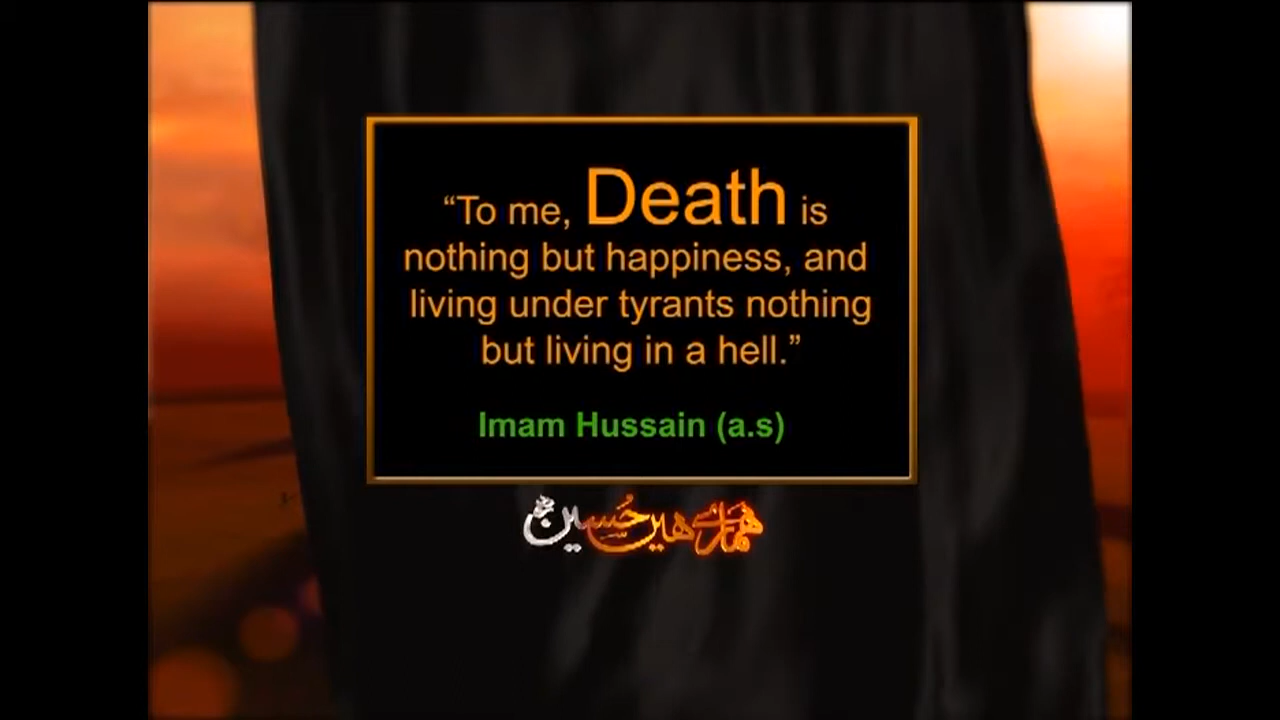 “To me, Death is
nothing but happiness, and
living under tyrants nothing
but living in a hell.”
Imam Hussain (a.s)
ہمارے ہیں حُسین